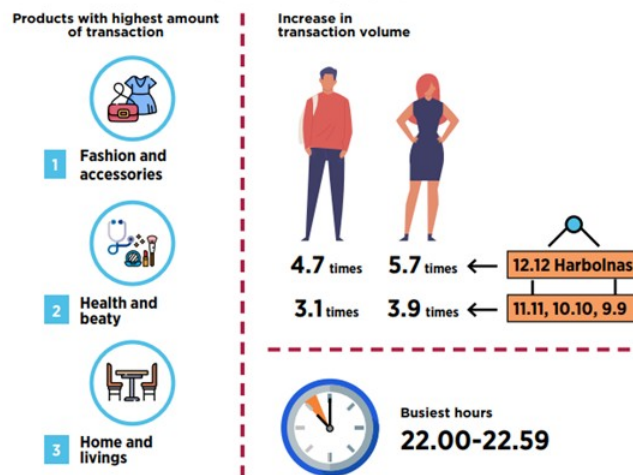 Products with highest amount
of transaction
1
Fashion and
accessories
2
Health and
beaty
3
Home and
livings
Increase in
transaction volume
4.7 times
5.7 times
12.12 Harbolnas
3.1 times
3.9 times
11.11, 10.10, 9.9
Busiest hours
22.00-22.59